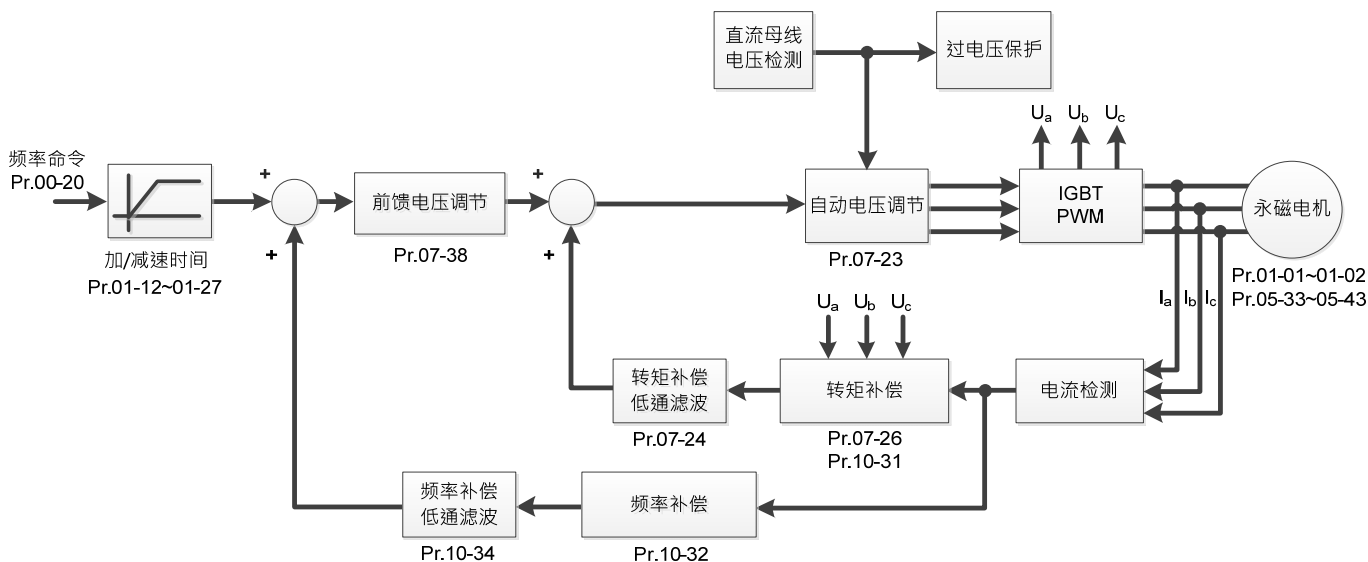 直流母线
电压检测
过电压保护
Ua
Ub
Uc
频率命令
Pr.00-20
+
+
前馈电压调节
Pr.07-38
+
+
自动电压调节
Pr.07-23
IGBT
PWM
永磁电机
Pr.01-01~01-02
Pr.05-33~05-43
加/减速时间
Pr.01-12~01-27
Ia
Ib
Ic
Ua
Ub
Uc
转矩补偿
低通滤波
Pr.07-24
转矩补偿
Pr.07-26
Pr.10-31
电流检测
频率补偿
低通滤波
Pr.10-34
频率补偿
Pr.10-32